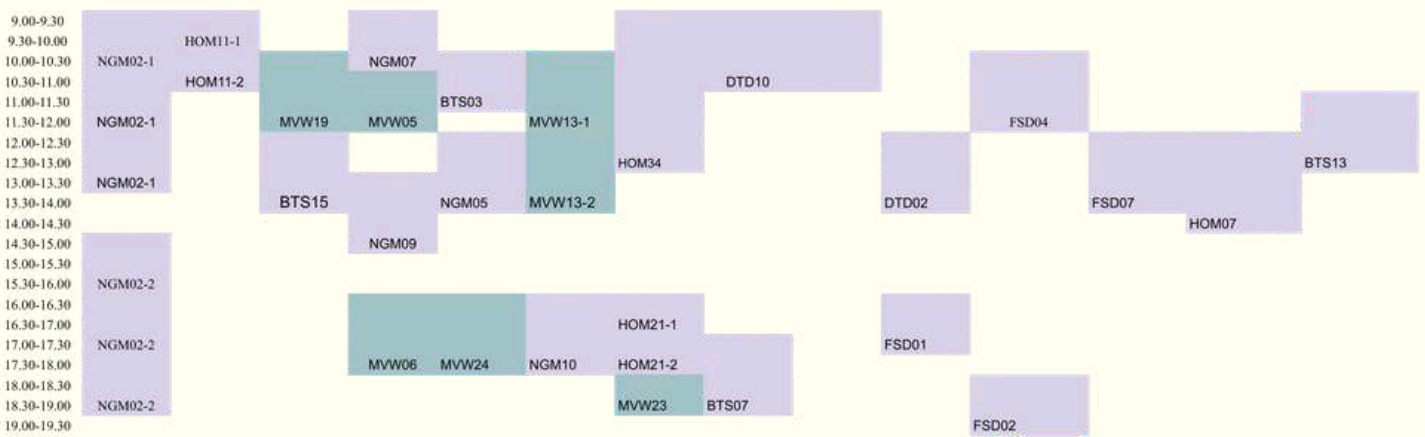 9.00-9.30
9.30-10.00 HOM11-1
10.00-10.30 NGM02-1 NGM07
10.30-11.00 HOM11-2 DTD10
11.00-11.30 BTS03
11.30-12.00 NGM02-1 MVW19 MVW05 MVW13-1 FSD04
12.00-12.30
12.30-13.00 HOM34 BTS13
13.00-13.30 NGM02-1
13.30-14.00 BTS15 NGM05 MVW13-2 DTD02 FSD07
14.00-14.30 HOM07
14.30-15.00 NGM09
15.00-15.30
15.30-16.00 NGM02-2
16.00-16.30
16.30-17.00 HOM21-1
17.00-17.30 NGM02-2 FSD01
17.30-18.00 MVW06 MVW24 NGM10 HOM21-2
18.00-18.30
18.30-19.00 NGM02-2 MVW23 BTS07
19.00-19.30 FSD02